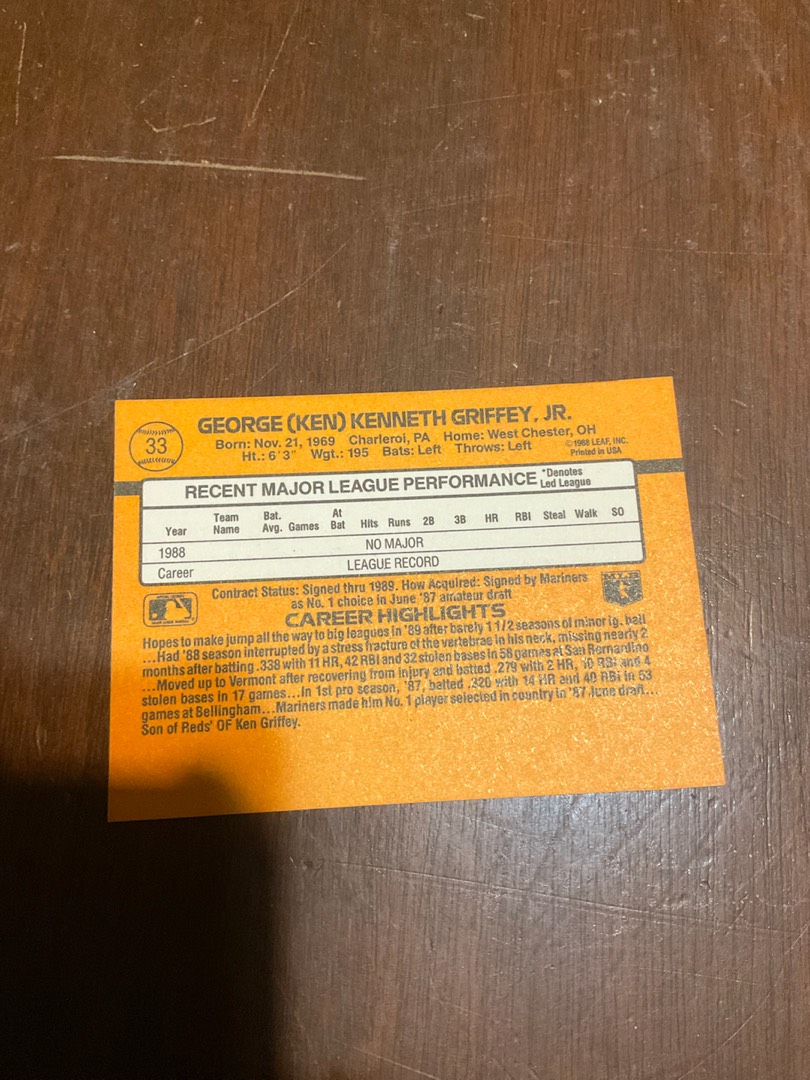 33
GEORGE (KEN) KENNETH GRIFFEY, JR.
Born: Nov. 21, 1969 Charleroi, PA Home: West Chester, OH
Ht.: 6'3" Wgt.: 195 Bats: Left Throws: Left
©1988 LEAF, INC.
Printed in USA
RECENT MAJOR LEAGUE PERFORMANCE
*Denotes
Led League
Year Team Name Bat. Avg. Games At Bat Hits Runs 2B 3B HR RBI Steal Walk SO
1988 NO MAJOR
Career LEAGUE RECORD
Contract Status: Signed thru 1989. How Acquired: Signed by Mariners
as No. 1 choice in June '87 amateur draft
CAREER HIGHLIGHTS
Hopes to make jump all the way to big leagues in '89 after barely 1 1/2 seasons of minor lg. ball
...Had '88 season interrupted by a stress fracture of the vertebrae in his neck, missing nearly 2
months after batting .338 with 11 HR, 42 RBI and 32 stolen bases in 58 games at San Bernardino
...Moved up to Vermont after recovering from injury and batted .279 with 2 HR, 10 RBI and 4
stolen bases in 17 games...In 1st pro season, '87, batted .320 with 14 HR and 40 RBI in 53
games at Bellingham...Mariners made him No. 1 player selected in country in '87 June draft...
Son of Reds' OF Ken Griffey.